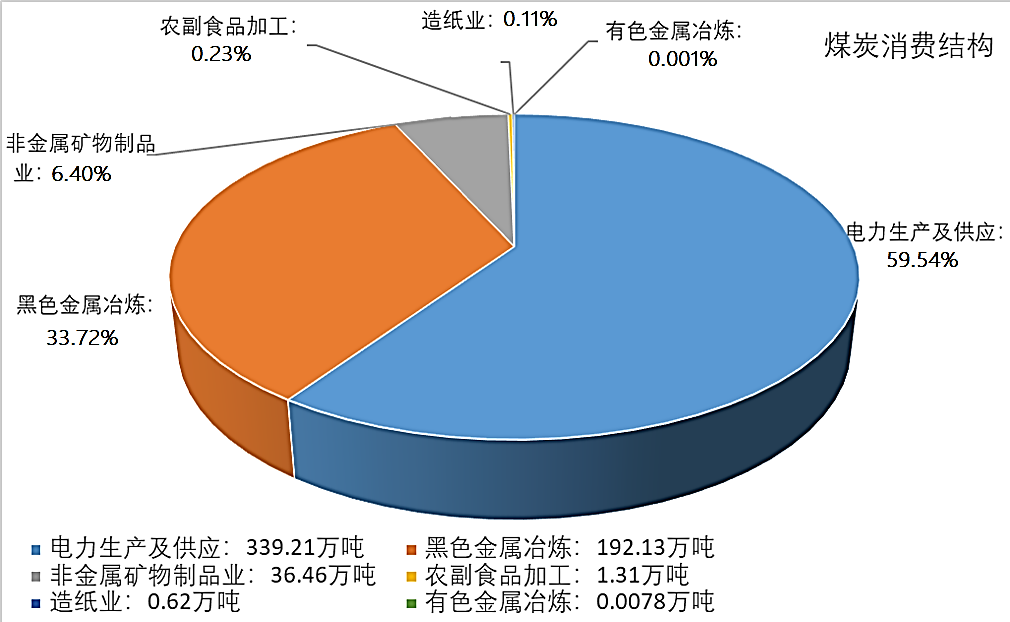 煤炭消费结构
农副食品加工：
0.23%
造纸业：0.11%
有色金属冶炼：
0.001%
非金属矿物制品
业：6.40%
电力生产及供应：
59.54%
黑色金属冶炼：
33.72%
电力生产及供应：339.21万吨
黑色金属冶炼：192.13万吨
非金属矿物制品业：36.46万吨
农副食品加工：1.31万吨
造纸业：0.62万吨
有色金属冶炼：0.0078万吨